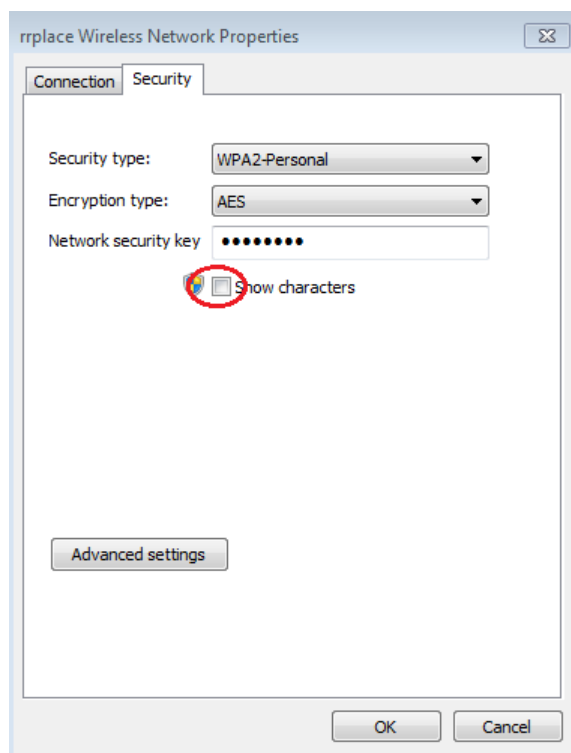 rrplace Wireless Network Properties
Connection Security
Security type: WPA2-Personal
Encryption type: AES
Network security key ••••••••
Show characters
Advanced settings
OK Cancel